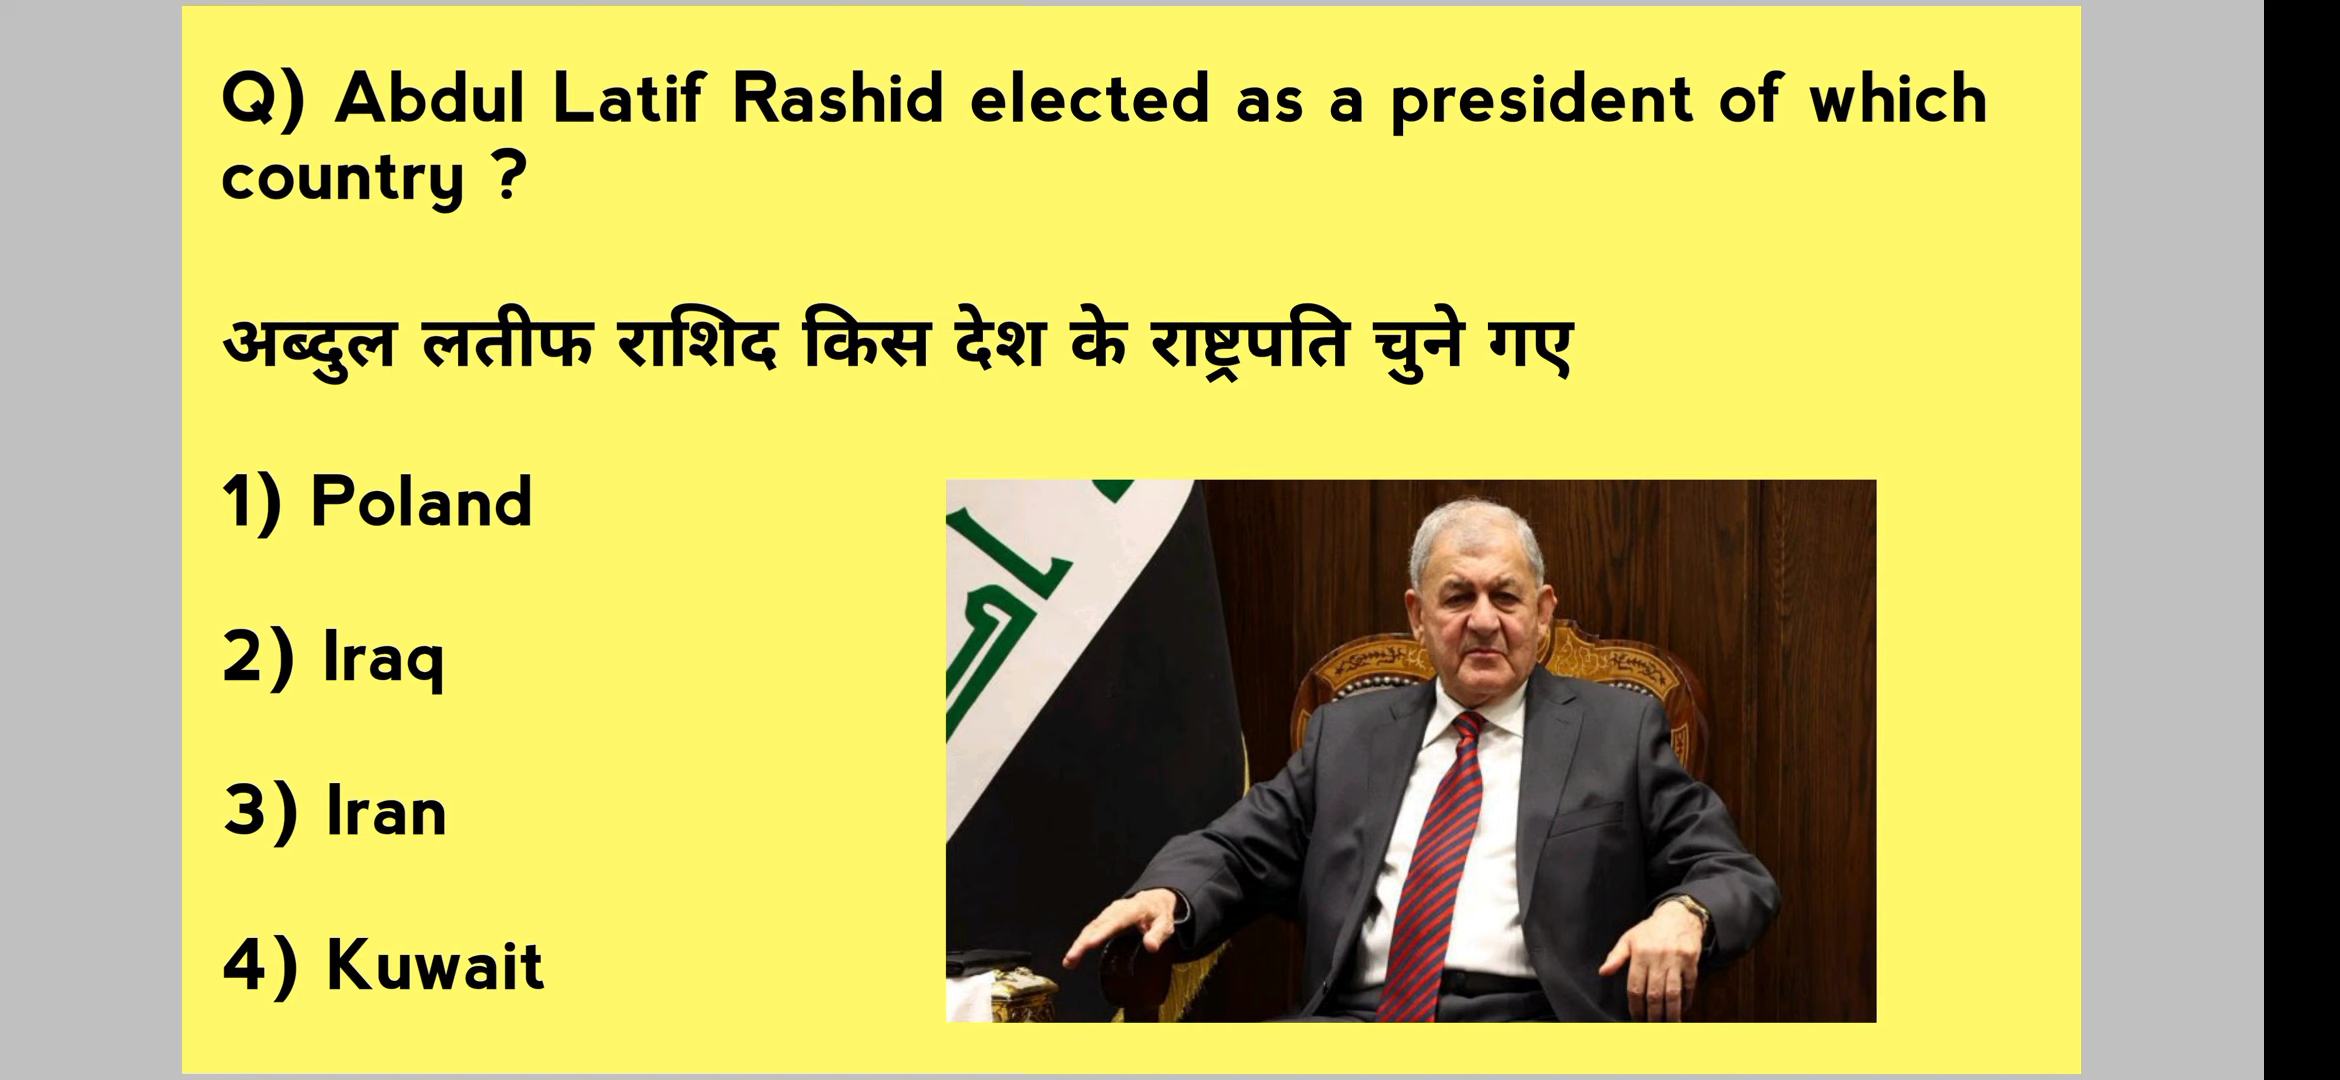 Q) Abdul Latif Rashid elected as a president of which
country ?
अब्दुल लतीफ राशिद किस देश के राष्ट्रपति चुने गए
1) Poland
2) Iraq
3) Iran
4) Kuwait